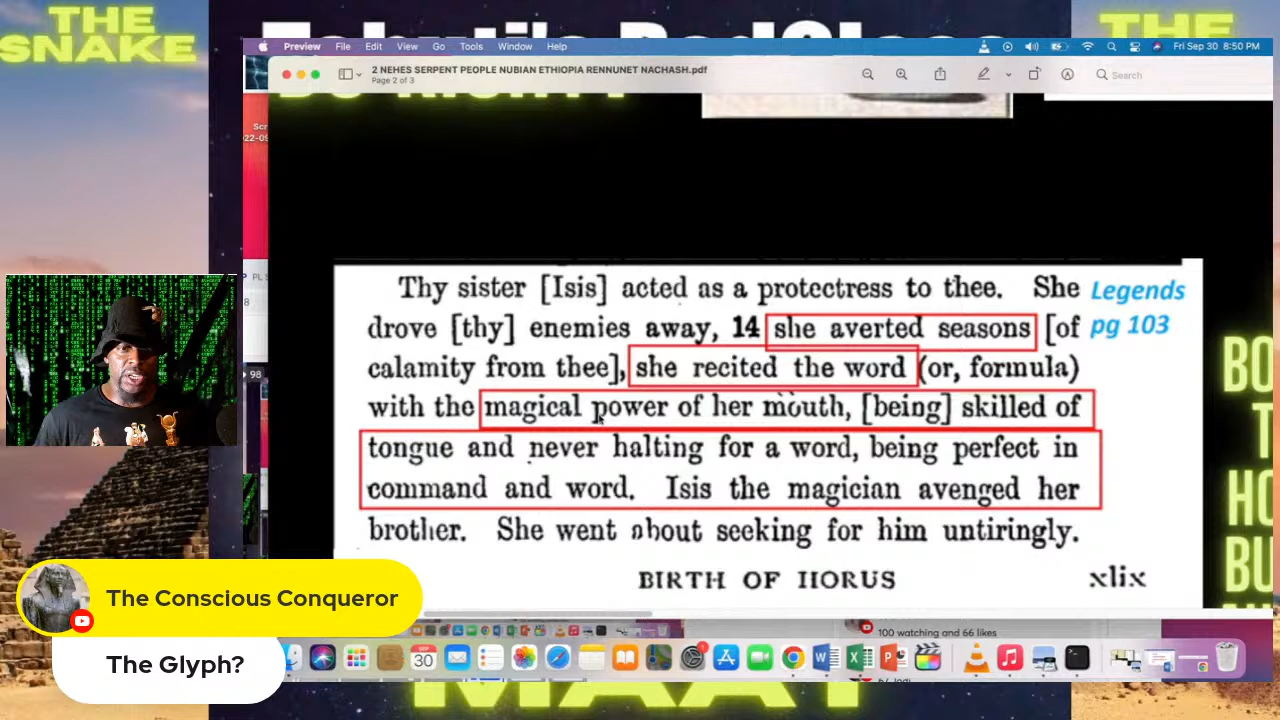 THE
SNAKE
THE
Preview File Edit View Go Tools Window Help
Fri Sep 30 8:50 PM
2 NEHES SERPENT PEOPLE NUBIAN ETHIOPIA RENNUNET NACHASH.pdf
Page 2 of 3
Search
Thy sister [Isis] acted as a protectress to thee. She
drove [thy] enemies away, 14 she averted seasons [of
calamity from thee], she recited the word (or, formula)
with the magical power of her mouth, [being] skilled of
tongue and never halting for a word, being perfect in
command and word. Isis the magician avenged her
brother. She went about seeking for him untiringly.
BIRTH OF HORUS xlix
Legends
pg 103
The Conscious Conqueror
The Glyph?
100 watching and 66 likes
SEP
30
MAAT